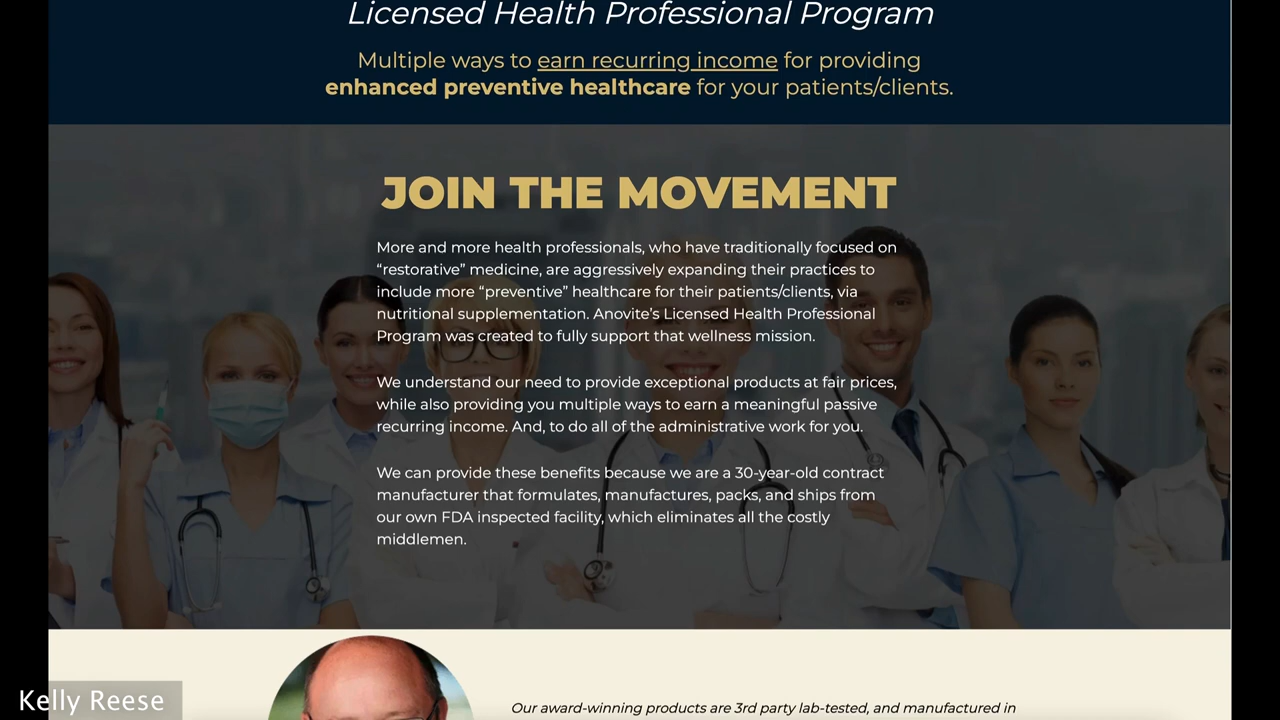 Licensed Health Professional Program
Multiple ways to earn recurring income for providing
enhanced preventive healthcare for your patients/clients.
JOIN THE MOVEMENT
More and more health professionals, who have traditionally focused on
“restorative” medicine, are aggressively expanding their practices to
include more “preventive” healthcare for their patients/clients, via
nutritional supplementation. Anovite’s Licensed Health Professional
Program was created to fully support that wellness mission.
We understand our need to provide exceptional products at fair prices,
while also providing you multiple ways to earn a meaningful passive
recurring income. And, to do all of the administrative work for you.
We can provide these benefits because we are a 30-year-old contract
manufacturer that formulates, manufactures, packs, and ships from
our own FDA inspected facility, which eliminates all the costly
middlemen.
Our award-winning products are 3rd party lab-tested, and manufactured in
Kelly Reese